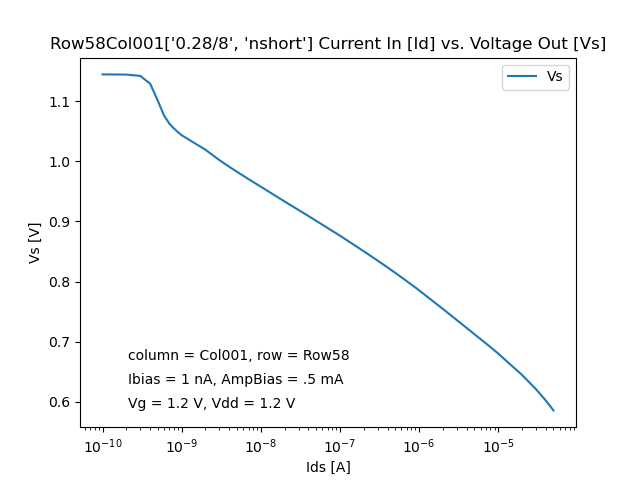 Row58Col001['0.28/8', 'nshort'] Current In [Id] vs. Voltage Out [Vs]
Vs
1.1
1.0
0.9
0.8
0.7
0.6
Vs [V]
column = Col001, row = Row58
Ibias = 1 nA, AmpBias = .5 mA
Vg = 1.2 V, Vdd = 1.2 V
10⁻¹⁰ 10⁻⁹ 10⁻⁸ 10⁻⁷ 10⁻⁶ 10⁻⁵
Ids [A]